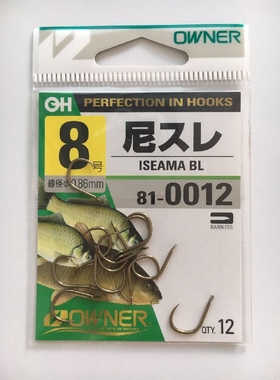 OWNER
OH PERFECTION IN HOOKS
8号
尼スレ
ISEAMA BL
線径φ0.86mm
81-0012
BARBLESS
OWNER
QTY. 12